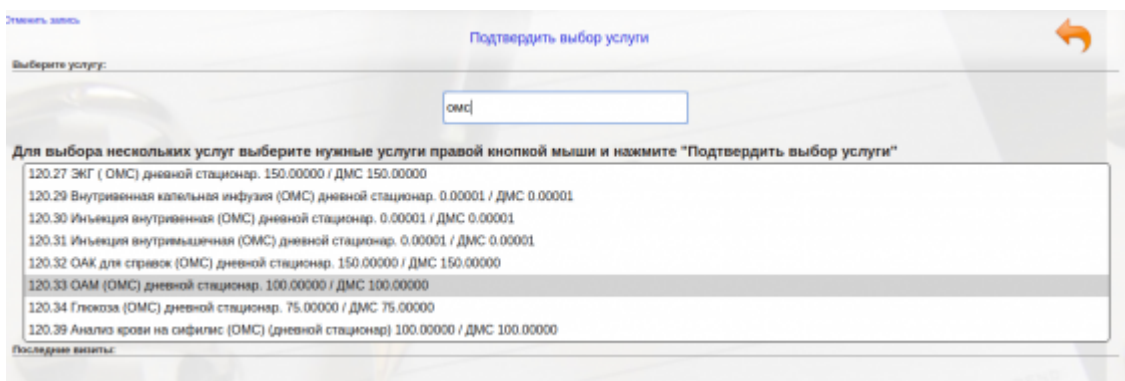 Отменить запись
Подтвердить выбор услуги
Выберите услугу:
омс
Для выбора нескольких услуг выберите нужные услуги правой кнопкой мыши и нажмите "Подтвердить выбор услуги"
120.27 ЭКГ ( ОМС) дневной стационар. 150.00000 / ДМС 150.00000
120.29 Внутривенная капельная инфузия (ОМС) дневной стационар. 0.00001 / ДМС 0.00001
120.30 Инъекция внутривенная (ОМС) дневной стационар. 0.00001 / ДМС 0.00001
120.31 Инъекция внутримышечная (ОМС) дневной стационар. 0.00001 / ДМС 0.00001
120.32 ОАК для справок (ОМС) дневной стационар. 150.00000 / ДМС 150.00000
120.33 ОАМ (ОМС) дневной стационар. 100.00000 / ДМС 100.00000
120.34 Глюкоза (ОМС) дневной стационар. 75.00000 / ДМС 75.00000
120.39 Анализ крови на сифилис (ОМС) (дневной стационар) 100.00000 / ДМС 100.00000
Последние визиты: